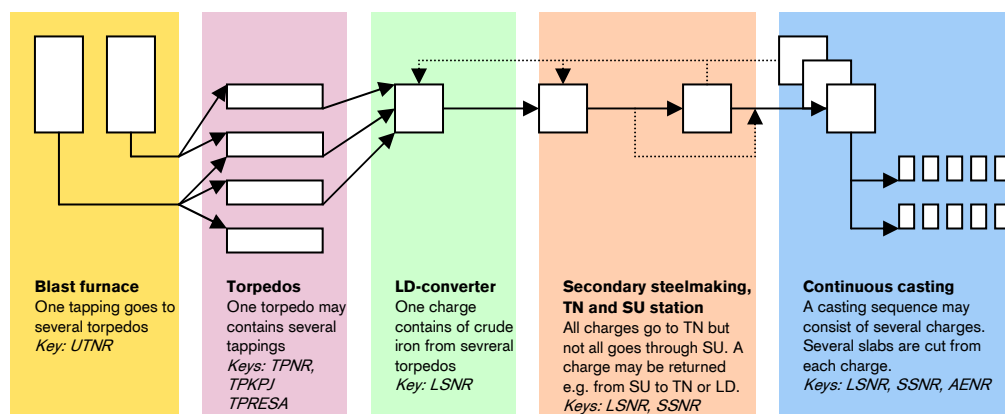 Blast furnace
One tapping goes to
several torpedos
Key: UTNR
Torpedos
One torpedo may
contains several
tappings
Keys: TPNR,
TPKPJ
TPRESA
LD-converter
One charge
contains of crude
iron from sevreral
torpedos
Key: LSNR
Secondary steelmaking,
TN and SU station
All charges go to TN but
not all goes through SU. A
charge may be returned
e.g. from SU to TN or LD.
Keys: LSNR, SSNR
Continuous casting
A casting sequence may
consist of several charges.
Several slabs are cut from
each charge.
Keys: LSNR, SSNR, AENR